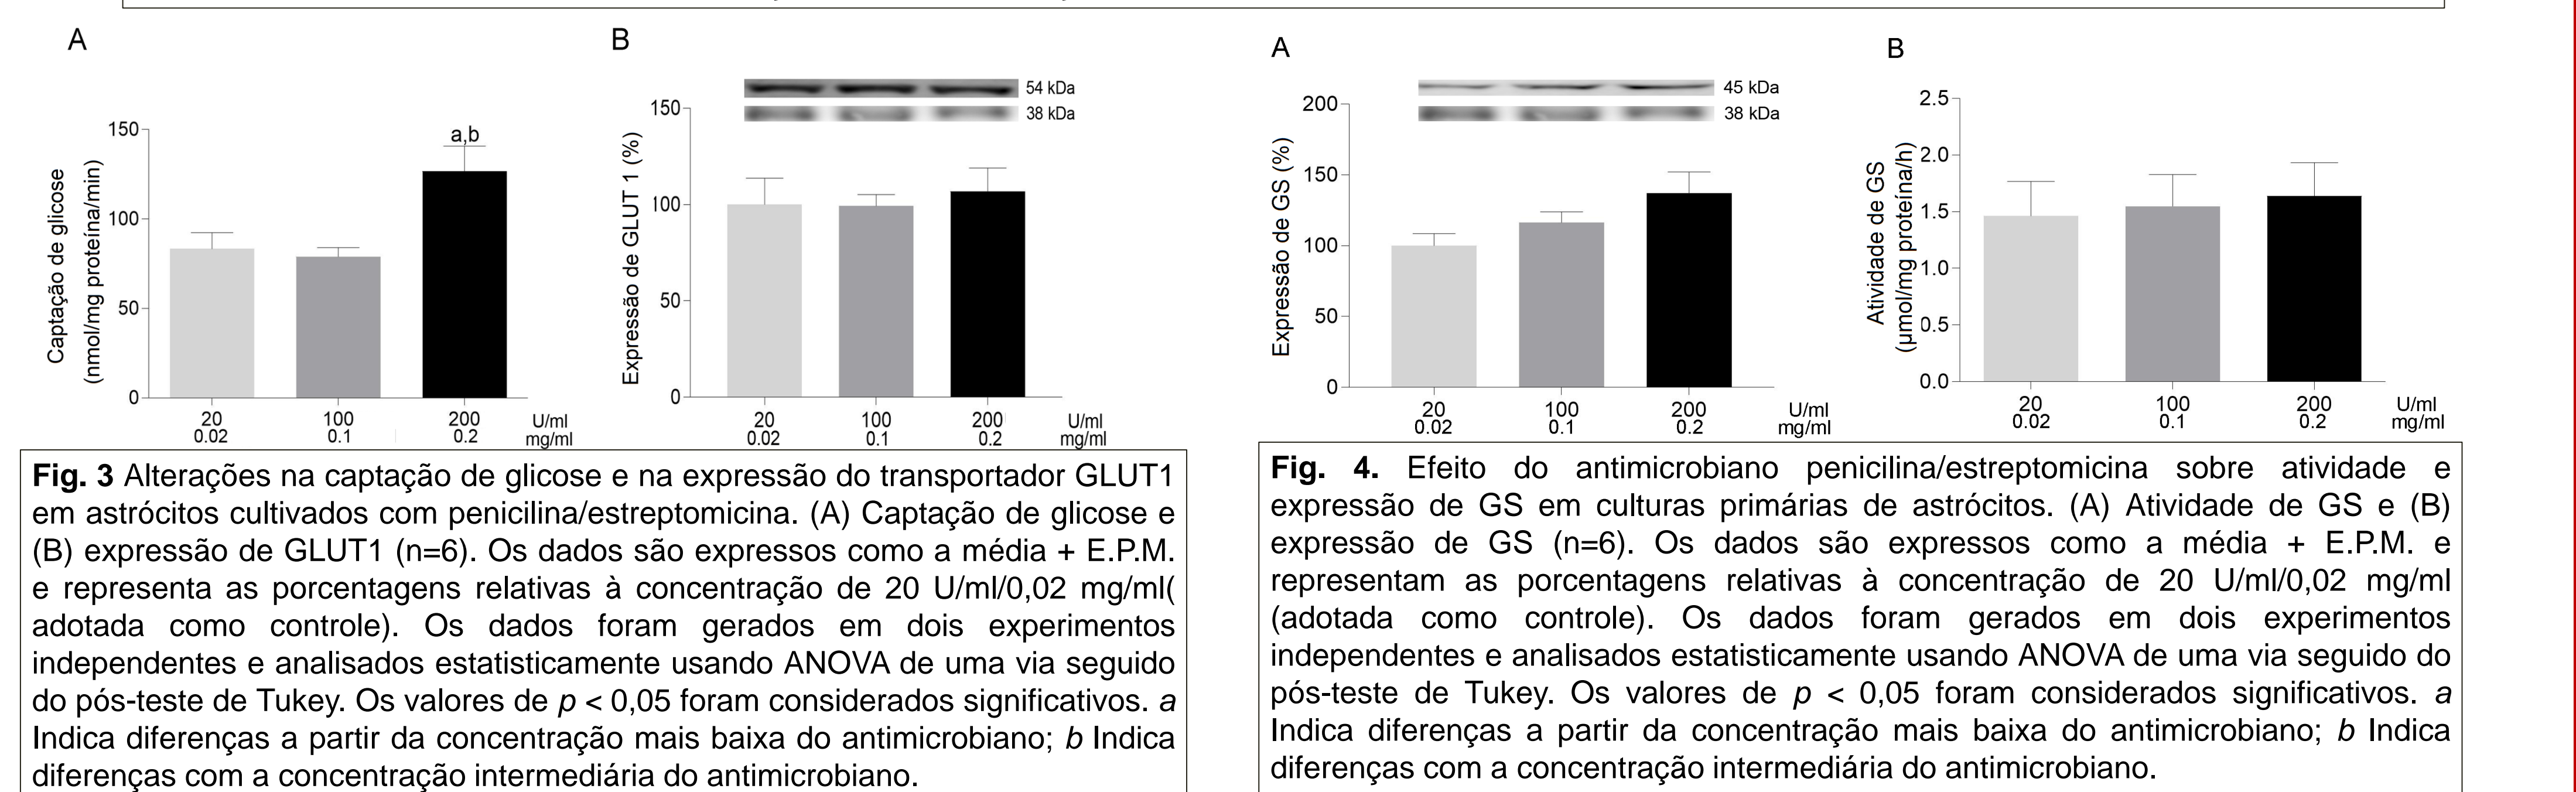 A
150
100
50
0
Captação de glicose
(nmol/mg proteína/min)
a,b
20 100 200 U/ml
0.02 0.1 0.2 mg/ml
B
54 kDa
38 kDa
150
100
50
0
Expressão de GLUT 1 (%)
20 100 200 U/ml
0.02 0.1 0.2 mg/ml
Fig. 3 Alterações na captação de glicose e na expressão do transportador GLUT1
em astrócitos cultivados com penicilina/estreptomicina. (A) Captação de glicose e
(B) expressão de GLUT1 (n=6). Os dados são expressos como a média + E.P.M.
e representa as porcentagens relativas à concentração de 20 U/ml/0,02 mg/ml(
adotada como controle). Os dados foram gerados em dois experimentos
independentes e analisados estatisticamente usando ANOVA de uma via seguido
do pós-teste de Tukey. Os valores de p < 0,05 foram considerados significativos. a
Indica diferenças a partir da concentração mais baixa do antimicrobiano; b Indica
diferenças com a concentração intermediária do antimicrobiano.
A
45 kDa
38 kDa
200
150
100
50
0
Expressão de GS (%)
20 100 200 U/ml
0.02 0.1 0.2 mg/ml
B
2.5
2.0
1.5
1.0
0.5
0.0
Atividade de GS
(µmol/mg proteína/h)
20 100 200 U/ml
0.02 0.1 0.2 mg/ml
Fig. 4. Efeito do antimicrobiano penicilina/estreptomicina sobre atividade e
expressão de GS em culturas primárias de astrócitos. (A) Atividade de GS e (B)
expressão de GS (n=6). Os dados são expressos como a média + E.P.M. e
representam as porcentagens relativas à concentração de 20 U/ml/0,02 mg/ml
(adotada como controle). Os dados foram gerados em dois experimentos
independentes e analisados estatisticamente usando ANOVA de uma via seguido do
pós-teste de Tukey. Os valores de p < 0,05 foram considerados significativos. a
Indica diferenças a partir da concentração mais baixa do antimicrobiano; b Indica
diferenças com a concentração intermediária do antimicrobiano.